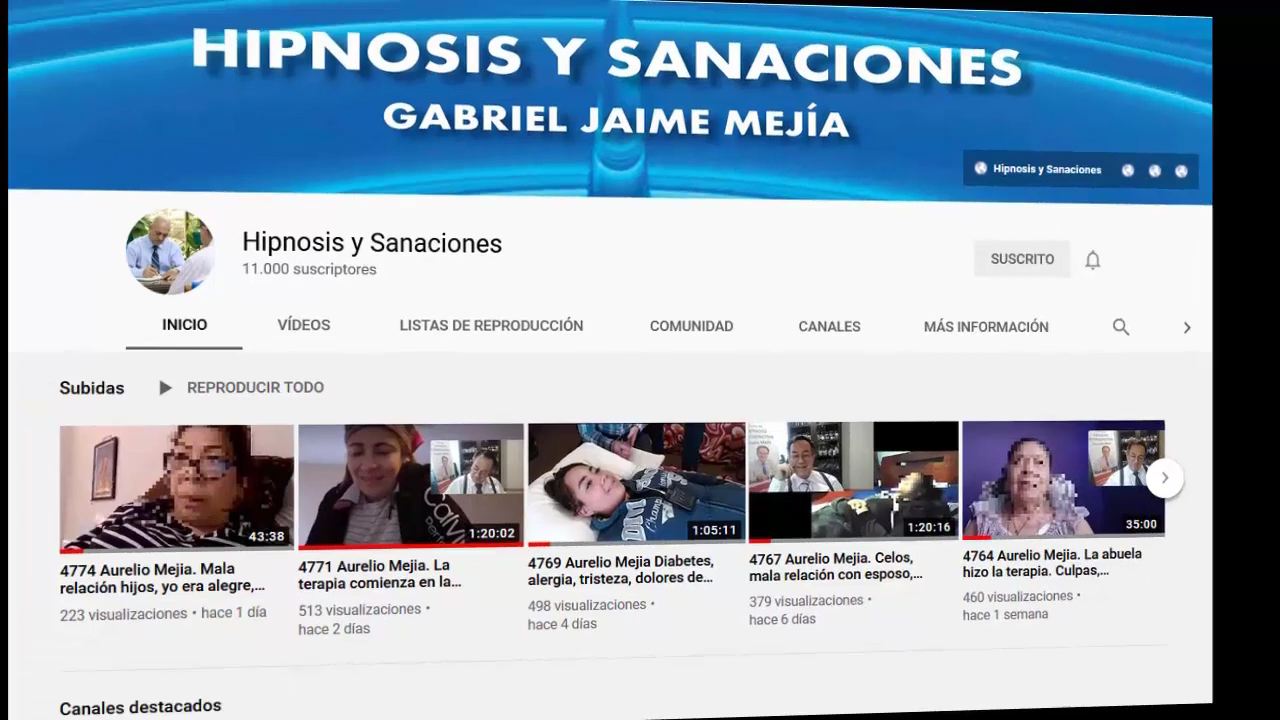 HIPNOSIS Y SANACIONES
GABRIEL JAIME MEJÍA
Hipnosis y Sanaciones
Hipnosis y Sanaciones
11.000 suscriptores
SUSCRITO
INICIO VÍDEOS LISTAS DE REPRODUCCIÓN COMUNIDAD CANALES MÁS INFORMACIÓN
Subidas REPRODUCIR TODO
43:38
4774 Aurelio Mejia. Mala
relación hijos, yo era alegre,...
223 visualizaciones • hace 1 día
1:20:02
4771 Aurelio Mejia. La
terapia comienza en la...
513 visualizaciones •
hace 2 días
1:05:11
4769 Aurelio Mejia Diabetes,
alergia, tristeza, dolores de...
498 visualizaciones •
hace 4 días
1:20:16
4767 Aurelio Mejia. Celos,
mala relación con esposo,...
379 visualizaciones •
hace 6 días
35:00
4764 Aurelio Mejia. La abuela
hizo la terapia. Culpas,...
460 visualizaciones •
hace 1 semana
Canales destacados